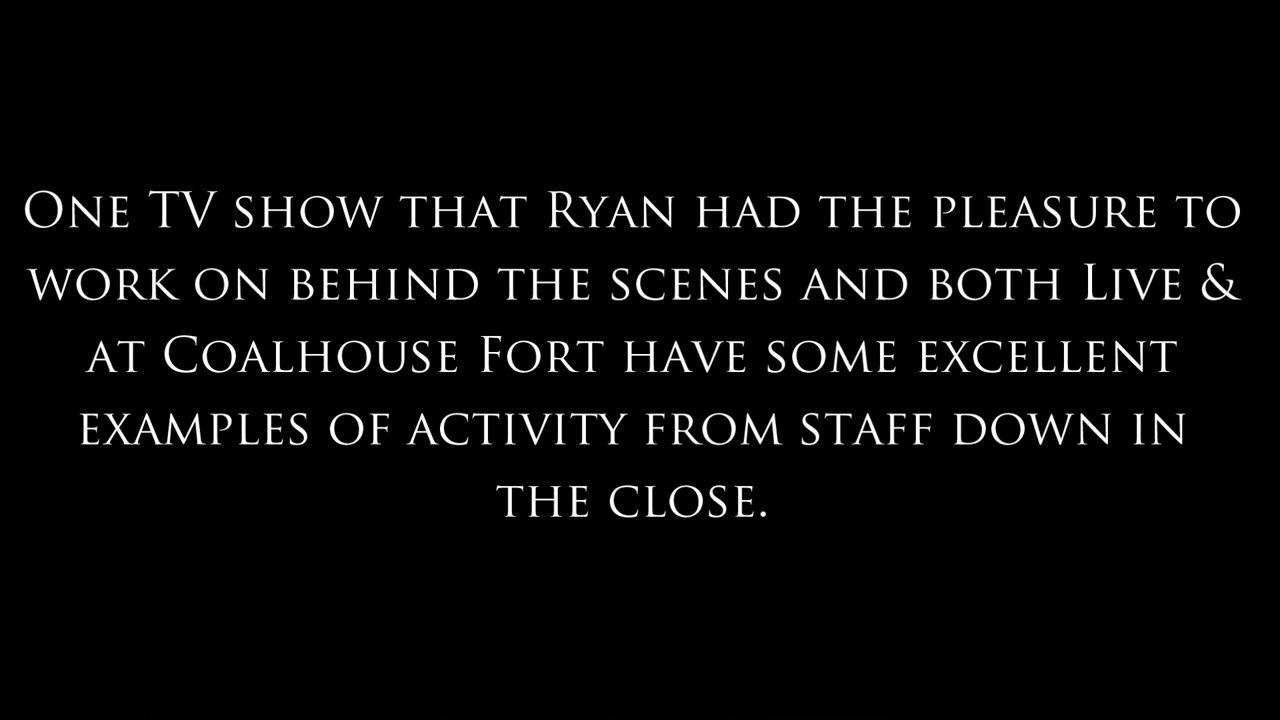 One TV show that Ryan had the pleasure to
work on behind the scenes and both Live &
at Coalhouse Fort have some excellent
examples of activity from staff down in
the close.